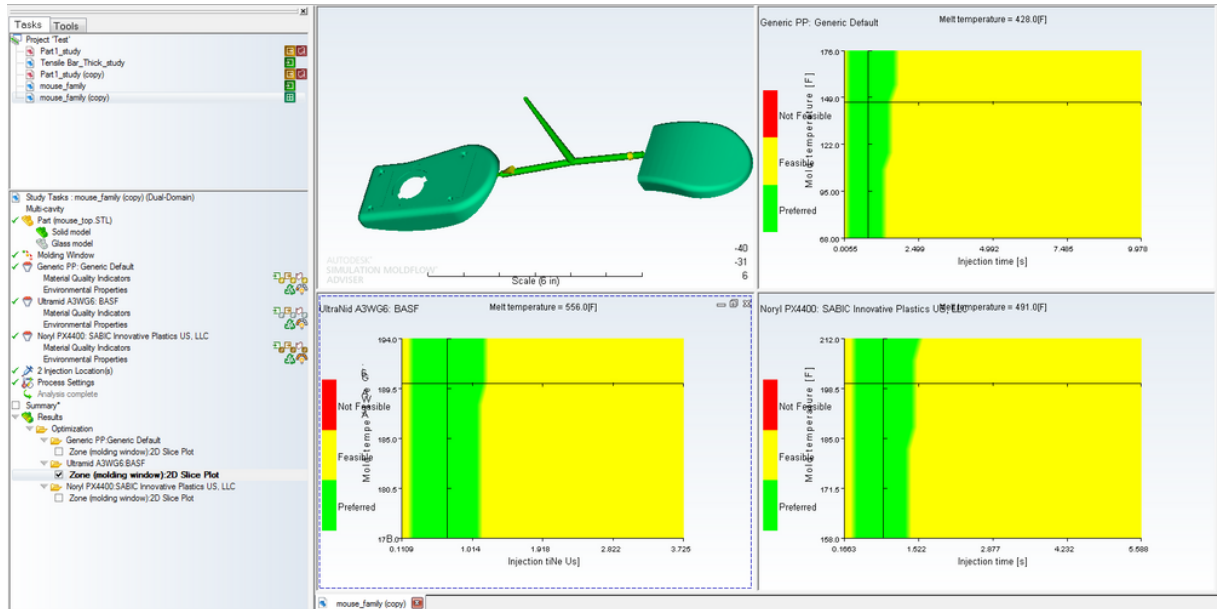 Tasks Tools
Project 'Test'
Part1_study
Tensile Bar_Thick_study
Part1_study (copy)
mouse_family
mouse_family (copy)
Study Tasks : mouse_family (copy) (Dual-Domain)
Multi-cavity
Part (mouse_top.STL)
Solid model
Glass model
Molding Window
Generic PP: Generic Default
Material Quality Indicators
Environmental Properties
Ultramid A3WG6: BASF
Material Quality Indicators
Environmental Properties
Noryl PX4400: SABIC Innovative Plastics US, LLC
Material Quality Indicators
Environmental Properties
2 Injection Location(s)
Process Settings
Analysis complete
Summary*
Results
Optimization
Generic PP:Generic Default
Zone (molding window):2D Slice Plot
Ultramid A3WG6:BASF
Zone (molding window):2D Slice Plot
Noryl PX4400:SABIC Innovative Plastics US, LLC
Zone (molding window):2D Slice Plot
AUTODESK
SIMULATION MOLDFLOW
ADVISER
Scale (6 in)
-40
-31
6
Generic PP: Generic Default
Melt temperature = 428.0[F]
Not Feasible
Feasible
Preferred
Mold temperature [F]
176.0
149.0
122.0
95.00
0.0055 2.499 4.992 7.485 9.978
Injection time [s]
UltraNid A3WG6: BASF
Melt temperature = 556.0[F]
Not Feasible
Feasible
Preferred
194.0
185.0
0.1109 1.014 1.918 2.822 3.725
Injection tiNe Us]
Noryl PX4400: SABIC Innovative Plastics US, LLC
Melt temperature = 491.0[F]
Not Feasible
Feasible
Preferred
Mold temperature [F]
212.0
198.5
185.0
171.5
158.0
0.1663 1.522 2.877 4.232 5.588
Injection time [s]
mouse_family (copy)